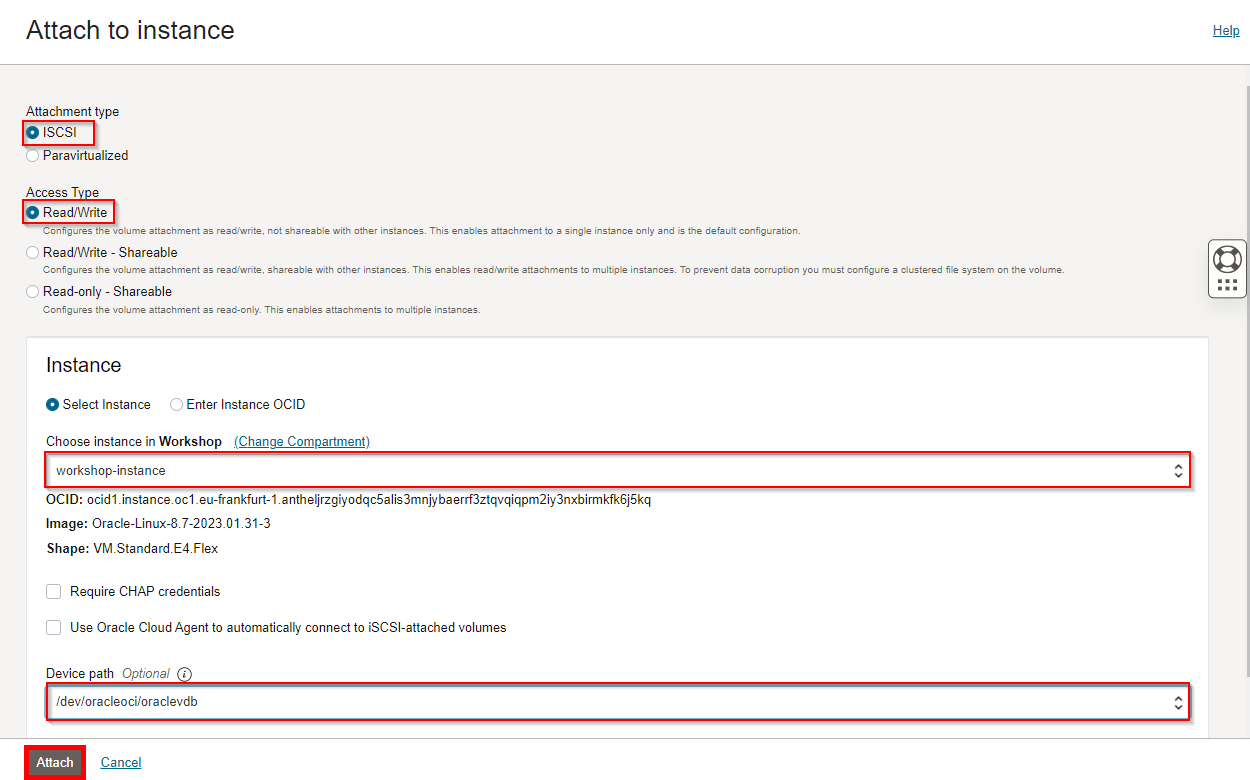 Attach to instance
Help
Attachment type
ISCSI
Paravirtualized
Access Type
Read/Write
Configures the volume attachment as read/write, not shareable with other instances. This enables attachment to a single instance only and is the default configuration.
Read/Write - Shareable
Configures the volume attachment as read/write, shareable with other instances. This enables read/write attachments to multiple instances. To prevent data corruption you must configure a clustered file system on the volume.
Read-only - Shareable
Configures the volume attachment as read-only. This enables attachments to multiple instances.
Instance
Select Instance Enter Instance OCID
Choose instance in Workshop (Change Compartment)
workshop-instance
OCID: ocid1.instance.oc1.eu-frankfurt-1.antheljrzgiyodqc5alis3mnjybaerrf3ztqvqiqpm2iy3nxbirmkfk6j5kq
Image: Oracle-Linux-8.7-2023.01.31-3
Shape: VM.Standard.E4.Flex
Require CHAP credentials
Use Oracle Cloud Agent to automatically connect to iSCSI-attached volumes
Device path Optional i
/dev/oracleoci/oraclevdb
Attach Cancel